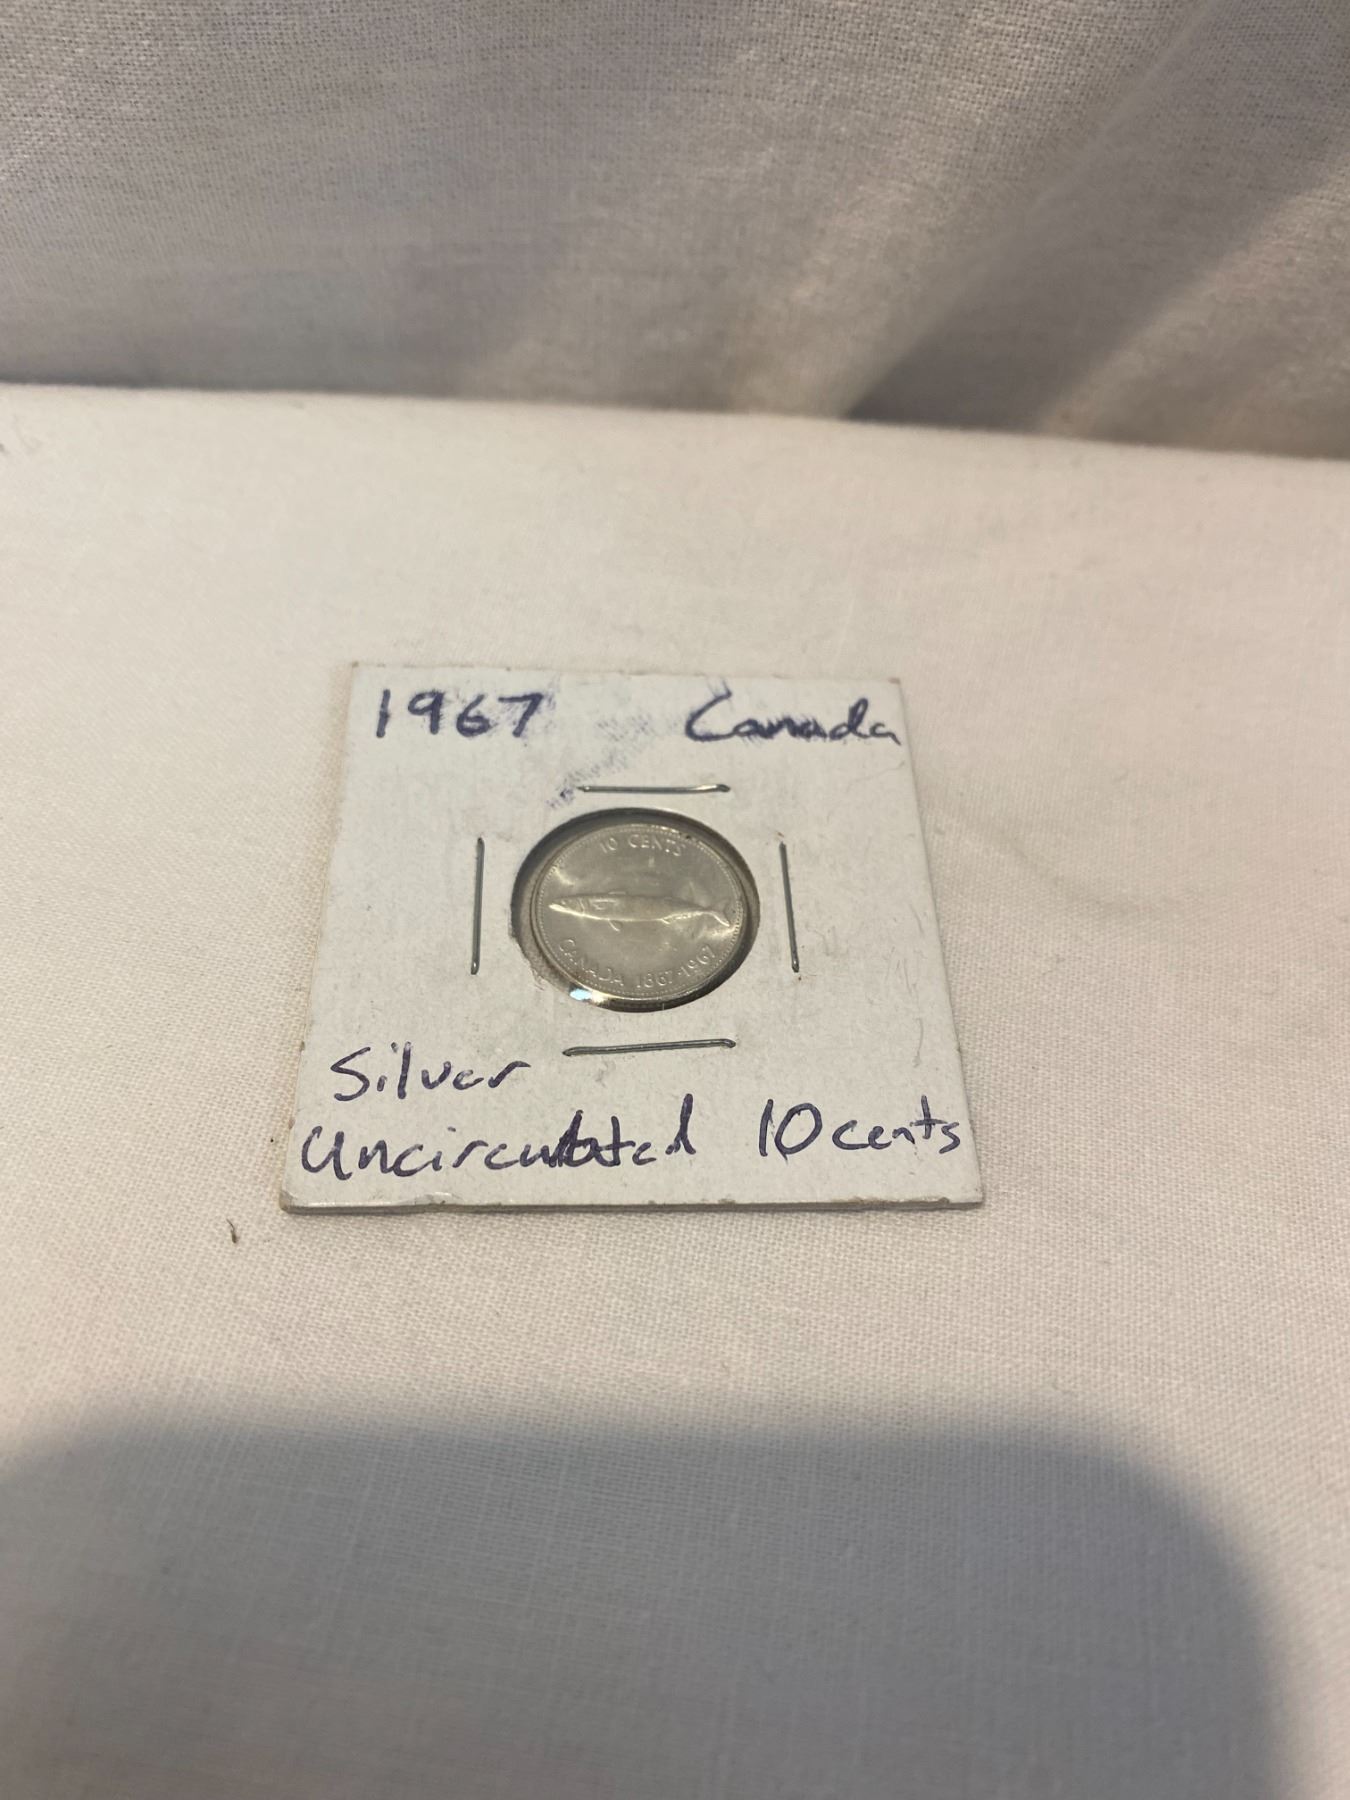 1967 Canada
10 CENTS
CANADA 1867-1967
Silver
Uncirculated 10 cents